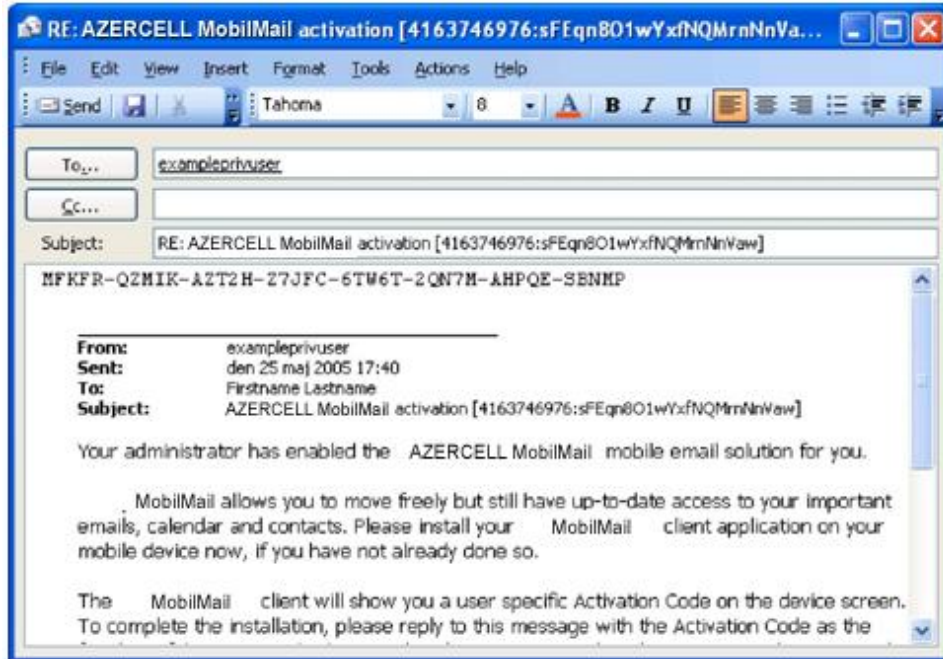 RE: AZERCELL MobilMail activation [4163746976:sFEqn8O1wYxfNQMrnNnVa...
File Edit View Insert Format Tools Actions Help
Send Tahoma 8 A B I U
To... exampleprivuser
Cc...
Subject: RE: AZERCELL MobilMail activation [4163746976:sFEqn8O1wYxfNQMrnNnVaw]
MFKFR-QZMIK-AZT2H-Z7JFC-6TW6T-2QN7M-AHPQE-SBNMP
From: exampleprivuser
Sent: den 25 maj 2005 17:40
To: Firstname Lastname
Subject: AZERCELL MobilMail activation [4163746976:sFEqn8O1wYxfNQMrnNnVaw]
Your administrator has enabled the AZERCELL MobilMail mobile email solution for you.
MobilMail allows you to move freely but still have up-to-date access to your important
emails, calendar and contacts. Please install your MobilMail client application on your
mobile device now, if you have not already done so.
The MobilMail client will show you a user specific Activation Code on the device screen.
To complete the installation, please reply to this message with the Activation Code as the